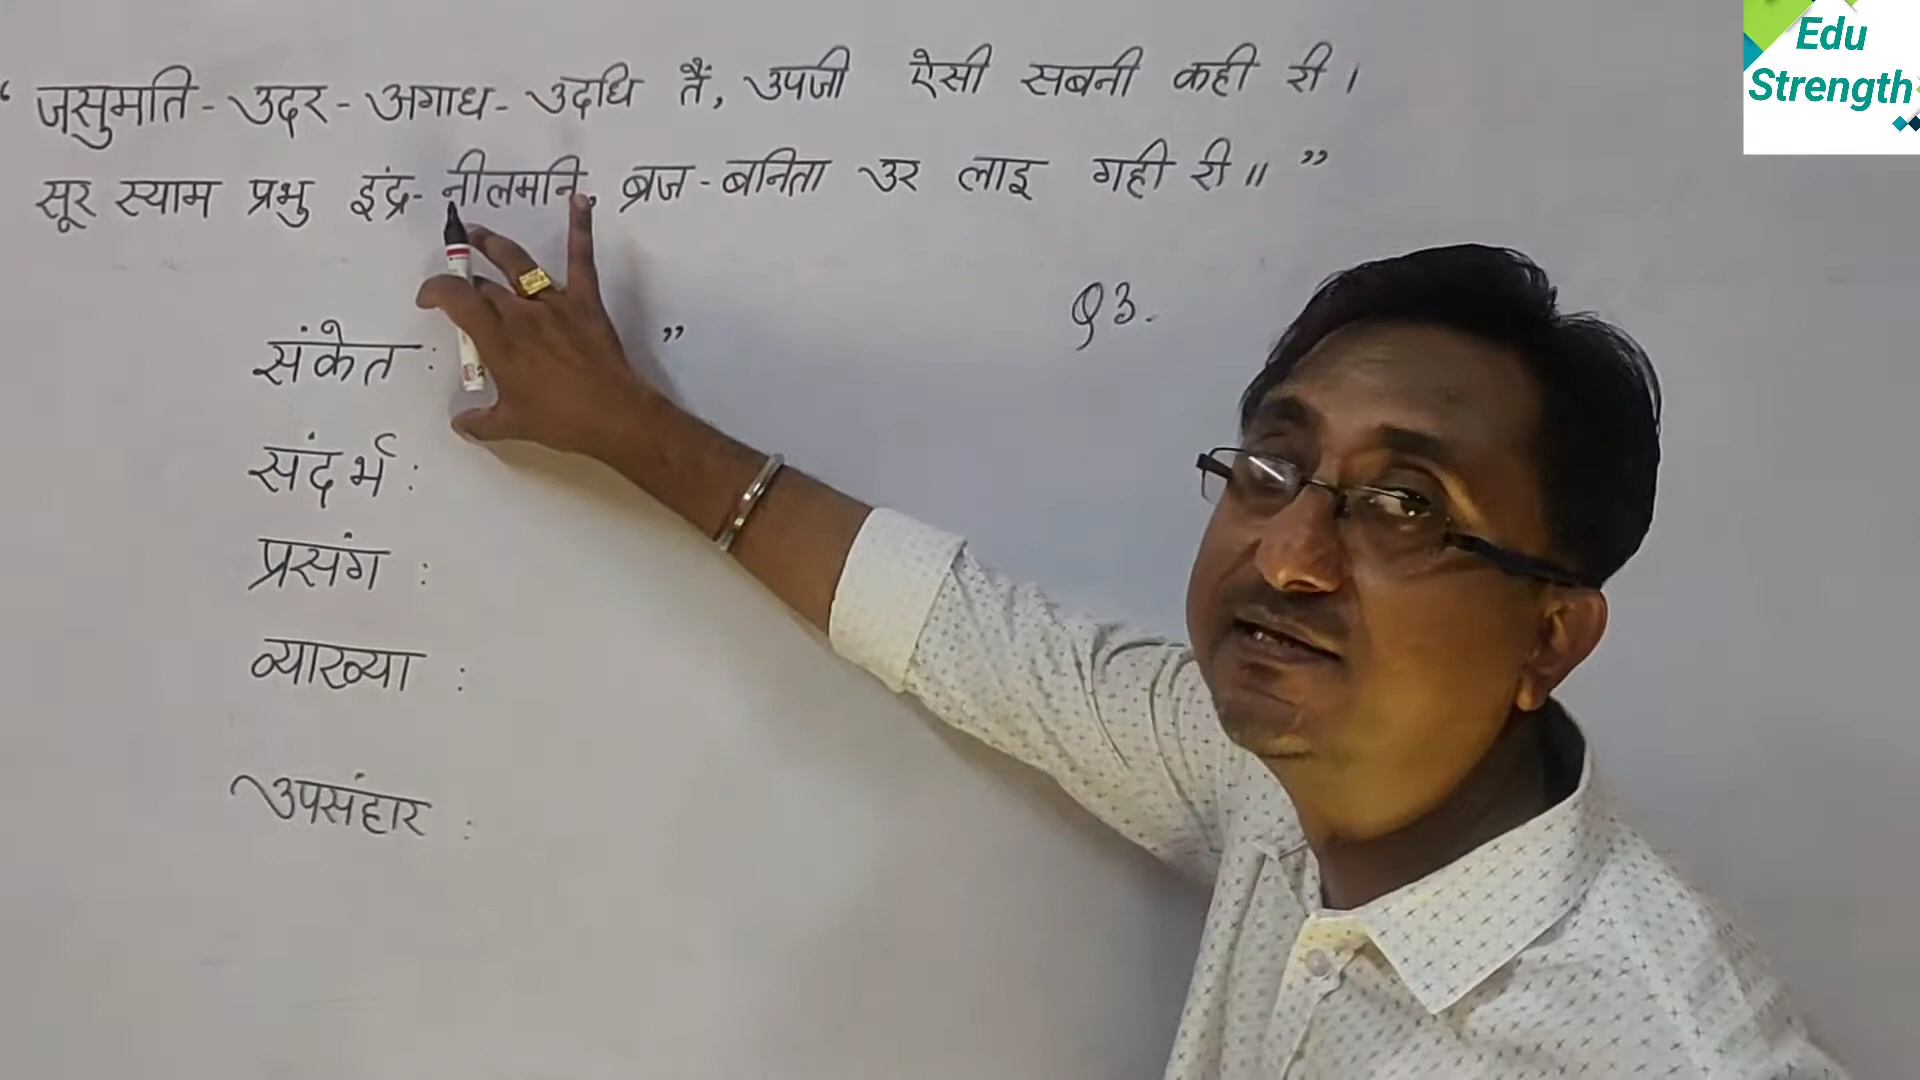 ‘ जसुमति - उदर - अगाध - उदधि तैं, उपजी ऐसी सबनी कही री ।
सूर स्याम प्रभु इंद्र - नीलमनि, ब्रज - बनिता उर लाइ गही री ॥ ”
संकेत : ”
Q3.
संदर्भ :
प्रसंग :
व्याख्या :
उपसंहार :
Edu
Strength